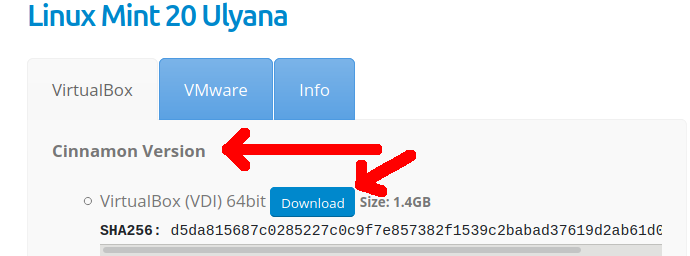 Linux Mint 20 Ulyana
VirtualBox VMware Info
Cinnamon Version
VirtualBox (VDI) 64bit Download Size: 1.4GB
SHA256: d5da815687c0285227c0c9f7e857382f1539c2babad37619d2ab61d0